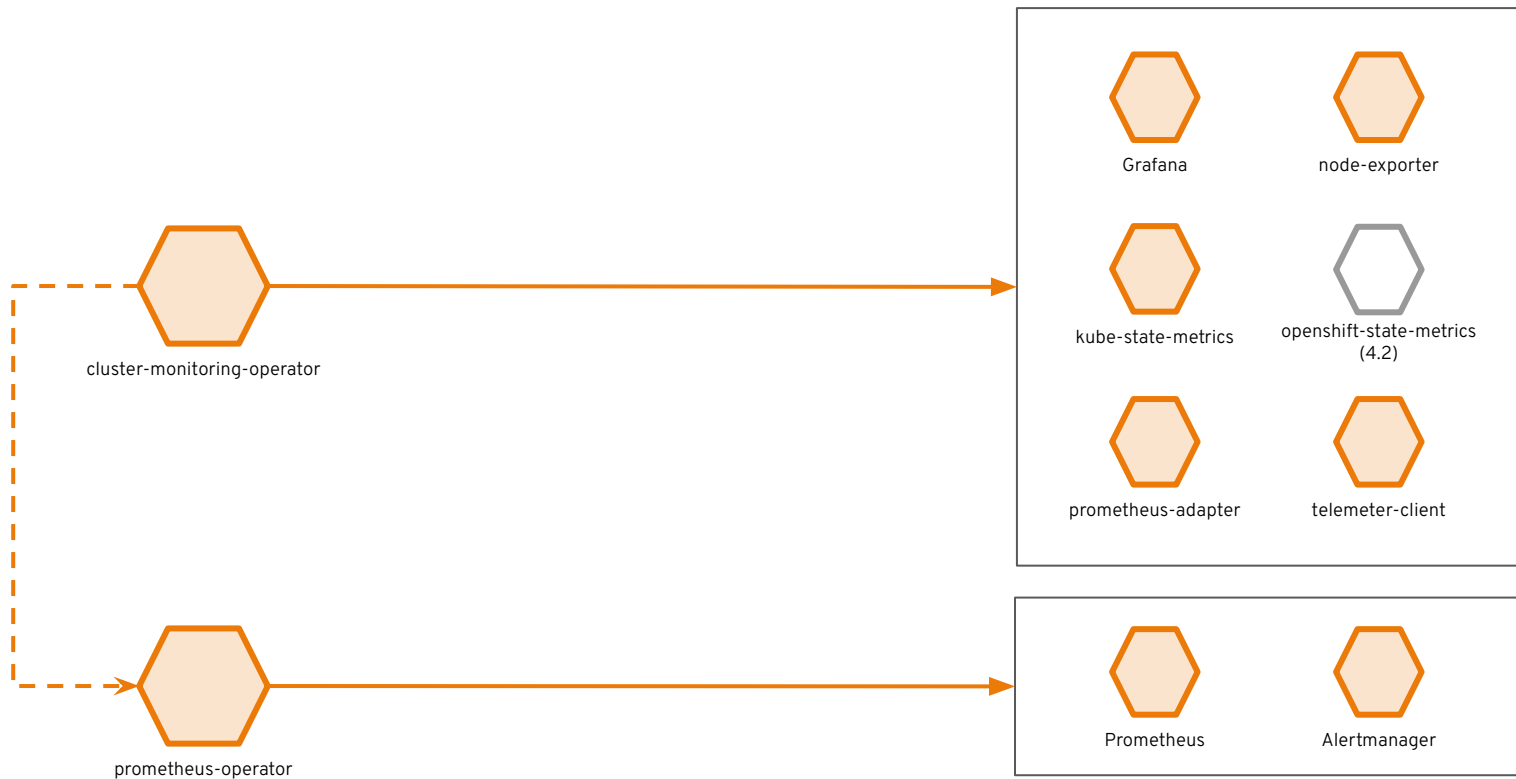 Grafana
node-exporter
kube-state-metrics
openshift-state-metrics
(4.2)
cluster-monitoring-operator
prometheus-adapter
telemeter-client
Prometheus
Alertmanager
prometheus-operator